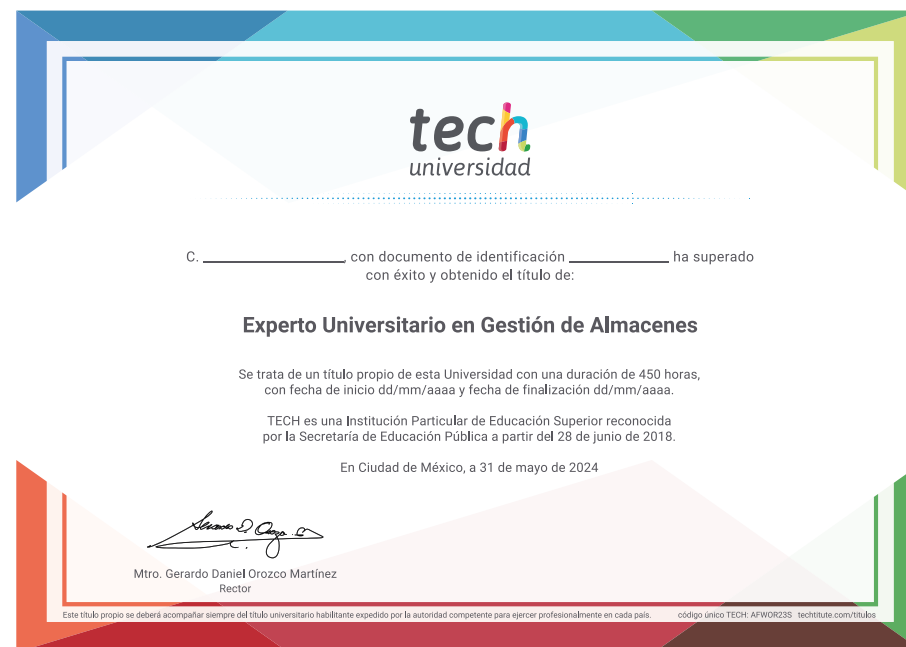 tech
universidad
C. ____________, con documento de identificación ____________ ha superado
con éxito y obtenido el título de:
Experto Universitario en Gestión de Almacenes
Se trata de un título propio de esta Universidad con una duración de 450 horas,
con fecha de inicio dd/mm/aaaa y fecha de finalización dd/mm/aaaa.
TECH es una Institución Particular de Educación Superior reconocida
por la Secretaría de Educación Pública a partir del 28 de junio de 2018.
En Ciudad de México, a 31 de mayo de 2024
Mtro. Gerardo Daniel Orozco Martínez
Rector
Este título propio se deberá acompañar siempre del título universitario habilitante expedido por la autoridad competente para ejercer profesionalmente en cada país. código único TECH: AFWOR23S techtitute.com/titulos